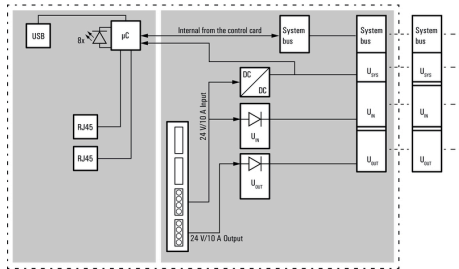 USB
8x
µC
Internal from the control card
System
bus
System
bus
System
bus
DC
DC
U_SYS
U_SYS
24 V/10 A Input
U_IN
U_IN
U_IN
RJ45
RJ45
U_OUT
U_OUT
U_OUT
24 V/10 A Output